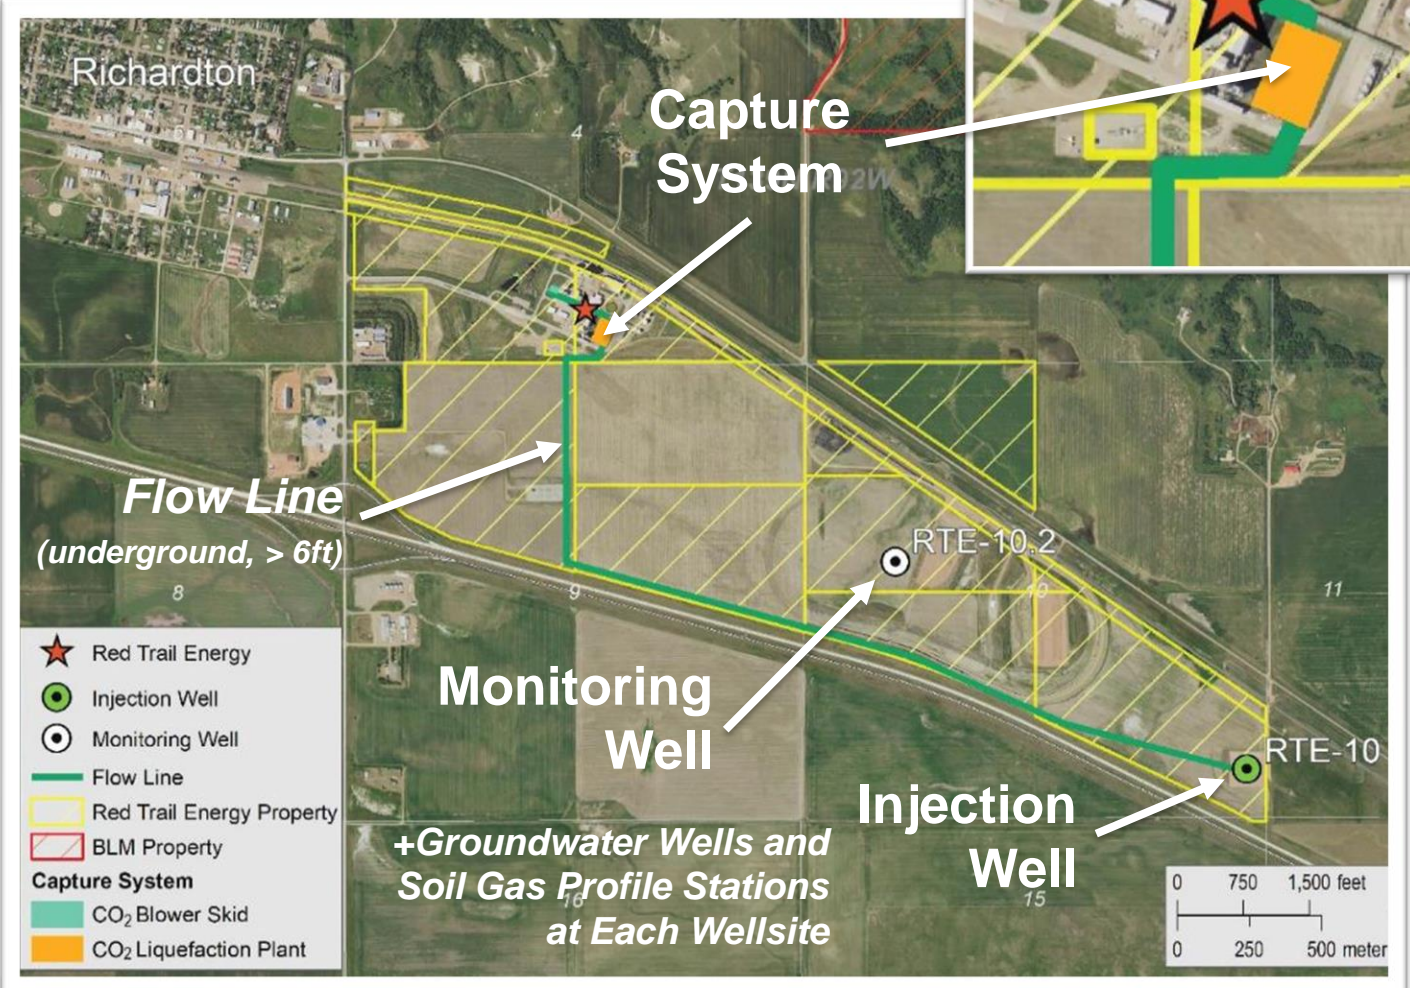 Richardton
4
Capture
System
02W
Flow Line
(underground, > 6ft)
RTE-10.2
8
9
10
11
Monitoring
Well
RTE-10
Injection
Well
+Groundwater Wells and
Soil Gas Profile Stations
at Each Wellsite
16
15
Red Trail Energy
Injection Well
Monitoring Well
Flow Line
Red Trail Energy Property
BLM Property
Capture System
CO₂ Blower Skid
CO₂ Liquefaction Plant
0 750 1,500 feet
0 250 500 meter